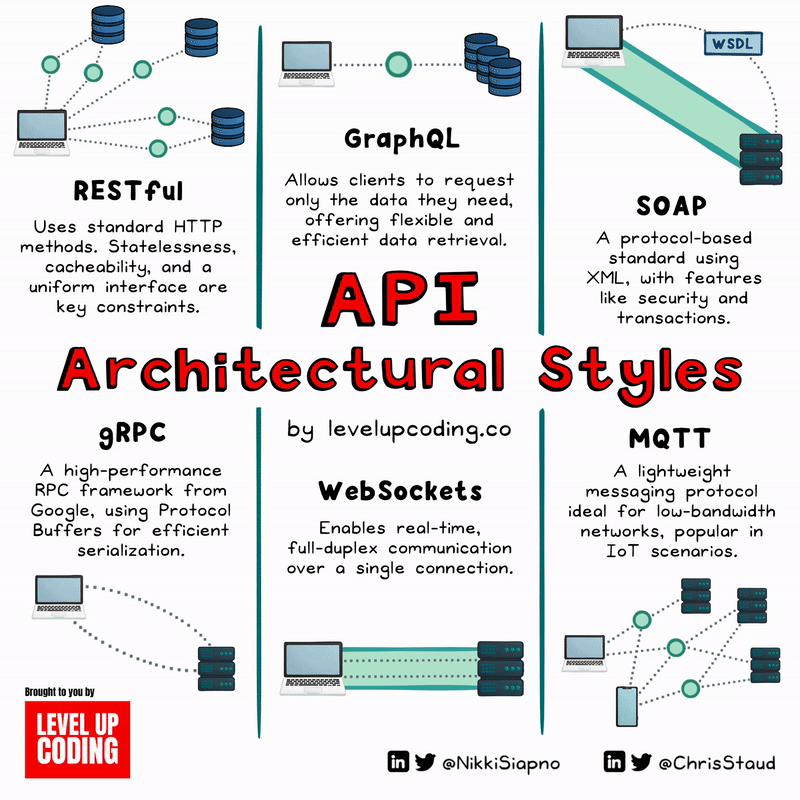 WSDL
RESTful
Uses standard HTTP
methods. Statelessness,
cacheability, and a
uniform interface are
key constraints.
GraphQL
Allows clients to request
only the data they need,
offering flexible and
efficient data retrieval.
SOAP
A protocol-based
standard using
XML, with features
like security and
transactions.
API
Architectural Styles
by levelupcoding.co
gRPC
A high-performance
RPC framework from
Google, using Protocol
Buffers for efficient
serialization.
WebSockets
Enables real-time,
full-duplex communication
over a single connection.
MQTT
A lightweight
messaging protocol
ideal for low-bandwidth
networks, popular in
IoT scenarios.
Brought to you by
LEVEL UP
CODING
in @NikkiSiapno
in @ChrisStaud